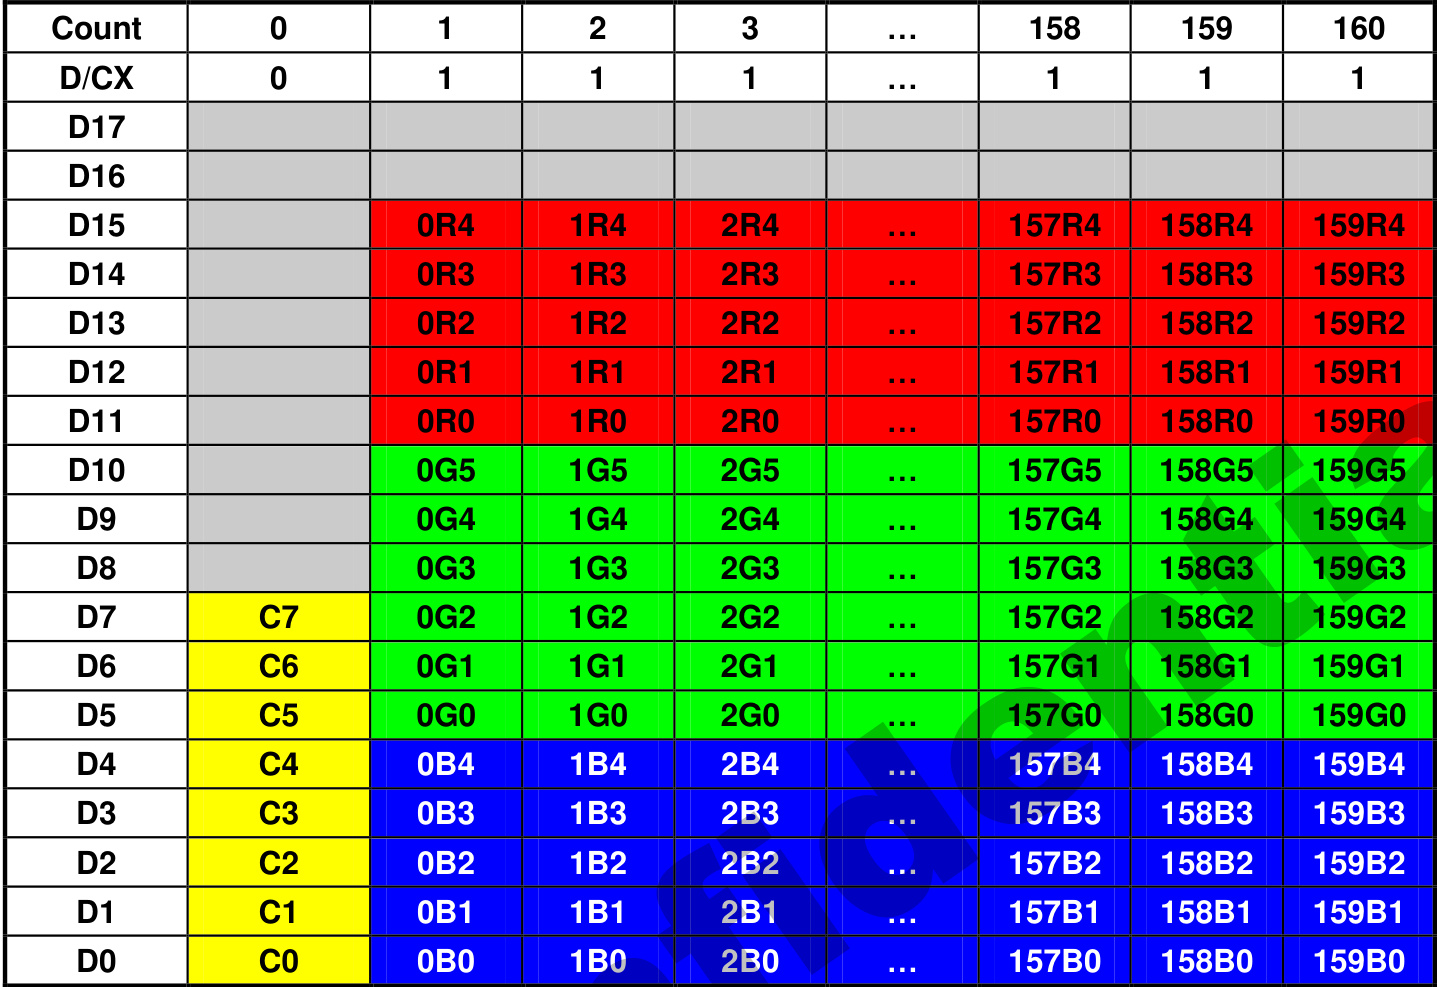 Count 0 1 2 3 ... 158 159 160
D/CX 0 1 1 1 ... 1 1 1
D17
D16
D15 0R4 1R4 2R4 ... 157R4 158R4 159R4
D14 0R3 1R3 2R3 ... 157R3 158R3 159R3
D13 0R2 1R2 2R2 ... 157R2 158R2 159R2
D12 0R1 1R1 2R1 ... 157R1 158R1 159R1
D11 0R0 1R0 2R0 ... 157R0 158R0 159R0
D10 0G5 1G5 2G5 ... 157G5 158G5 159G5
D9 0G4 1G4 2G4 ... 157G4 158G4 159G4
D8 0G3 1G3 2G3 ... 157G3 158G3 159G3
D7 C7 0G2 1G2 2G2 ... 157G2 158G2 159G2
D6 C6 0G1 1G1 2G1 ... 157G1 158G1 159G1
D5 C5 0G0 1G0 2G0 ... 157G0 158G0 159G0
D4 C4 0B4 1B4 2B4 ... 157B4 158B4 159B4
D3 C3 0B3 1B3 2B3 ... 157B3 158B3 159B3
D2 C2 0B2 1B2 2B2 ... 157B2 158B2 159B2
D1 C1 0B1 1B1 2B1 ... 157B1 158B1 159B1
D0 C0 0B0 1B0 2B0 ... 157B0 158B0 159B0
fidentia